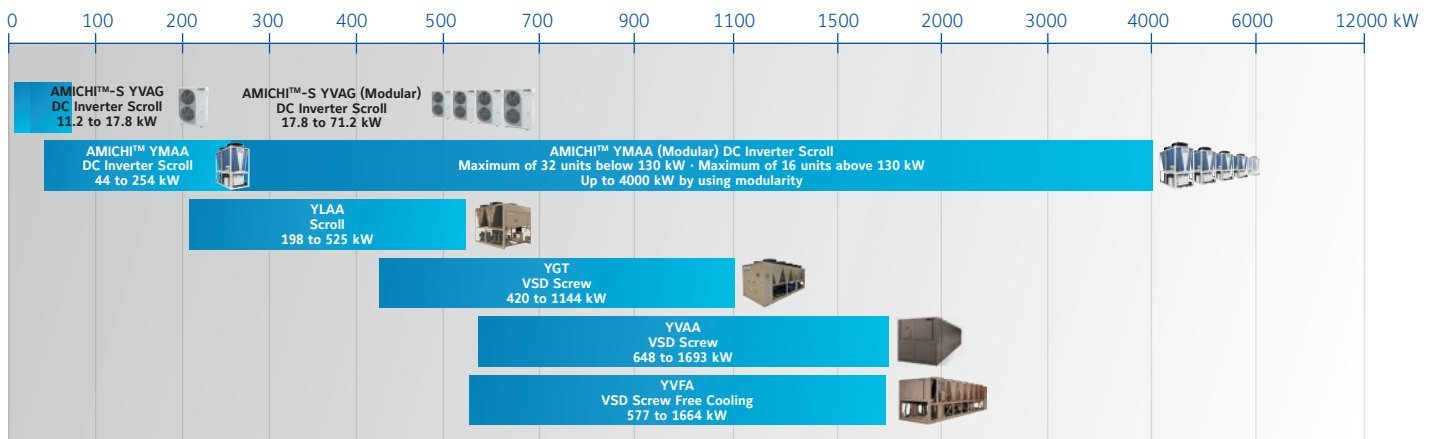 0 100 200 300 400 500 700 900 1100 1500 2000 3000 4000 6000 12000 kW
AMICHI™-S YVAG
DC Inverter Scroll
11.2 to 17.8 kW
AMICHI™-S YVAG (Modular)
DC Inverter Scroll
17.8 to 71.2 kW
AMICHI™ YMAA
DC Inverter Scroll
44 to 254 kW
AMICHI™ YMAA (Modular) DC Inverter Scroll
Maximum of 32 units below 130 kW · Maximum of 16 units above 130 kW
Up to 4000 kW by using modularity
YLAA
Scroll
198 to 525 kW
YGT
VSD Screw
420 to 1144 kW
YVAA
VSD Screw
648 to 1693 kW
YVFA
VSD Screw Free Cooling
577 to 1664 kW